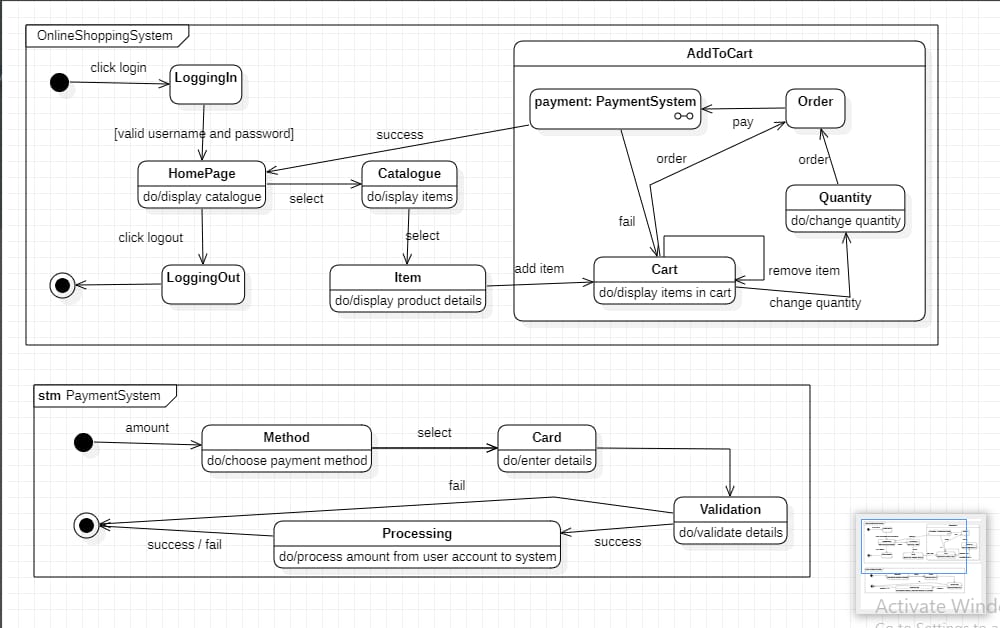 OnlineShoppingSystem
click login
LoggingIn
[valid username and password]
success
HomePage
do/display catalogue
select
Catalogue
do/isplay items
click logout
select
LoggingOut
Item
do/display product details
add item
AddToCart
payment: PaymentSystem
pay
Order
order
order
Quantity
do/change quantity
fail
Cart
do/display items in cart
remove item
change quantity
stm PaymentSystem
amount
Method
do/choose payment method
select
Card
do/enter details
fail
Validation
do/validate details
success
Processing
do/process amount from user account to system
success / fail
Activate Wind